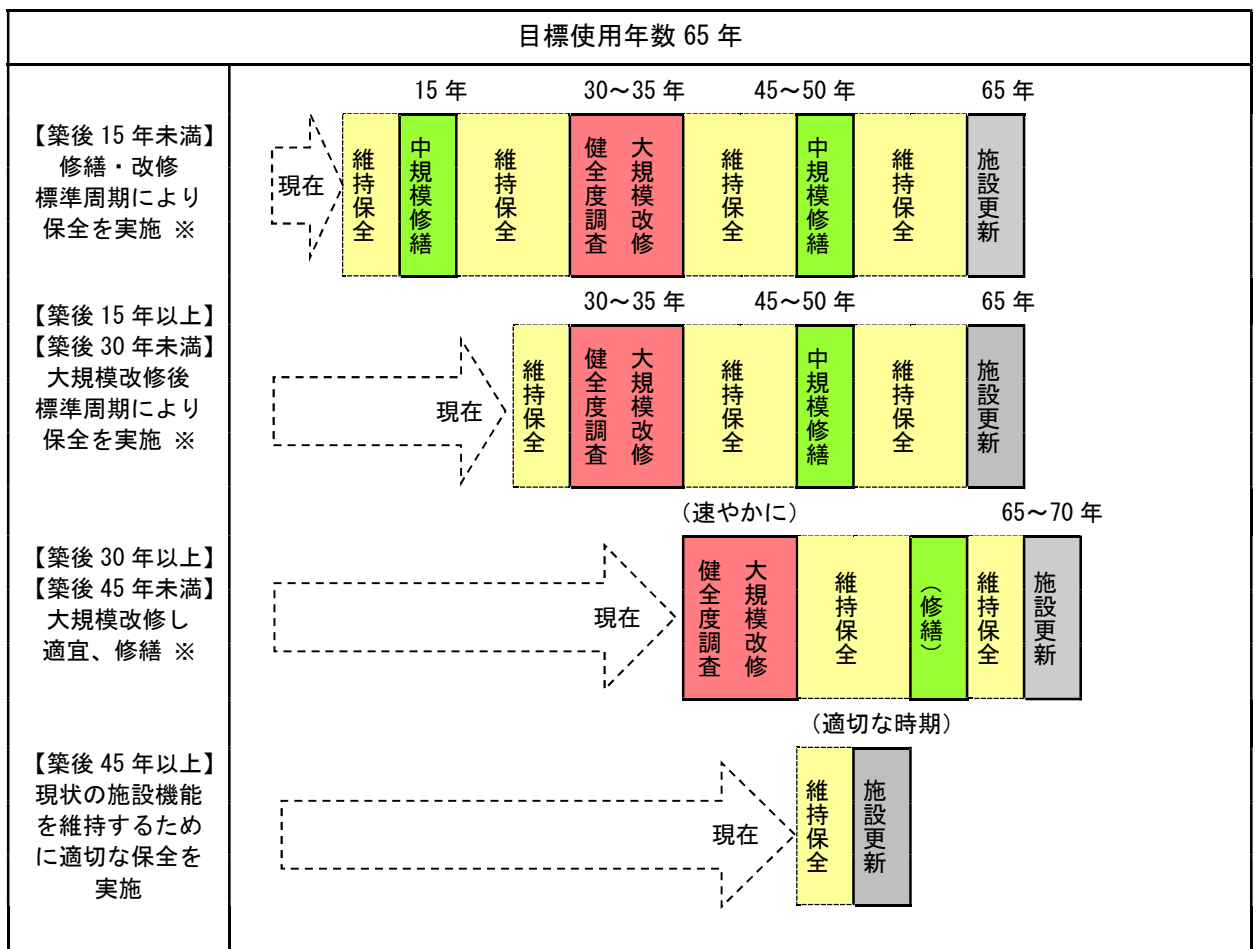 目標使用年数 65 年
【築後 15 年未満】
修繕・改修
標準周期により
保全を実施 ※
15 年
30～35 年
45～50 年
65 年
現在
維持保全
中規模修繕
維持保全
大規模改修
健全度調査
維持保全
中規模修繕
維持保全
施設更新
【築後 15 年以上】
【築後 30 年未満】
大規模改修後
標準周期により
保全を実施 ※
30～35 年
45～50 年
65 年
現在
維持保全
大規模改修
健全度調査
維持保全
中規模修繕
維持保全
施設更新
【築後 30 年以上】
【築後 45 年未満】
大規模改修し
適宜、修繕 ※
（速やかに）
65～70 年
現在
大規模改修
健全度調査
維持保全
（修繕）
維持保全
施設更新
【築後 45 年以上】
現状の施設機能
を維持するため
に適切な保全を
実施
（適切な時期）
現在
維持保全
施設更新